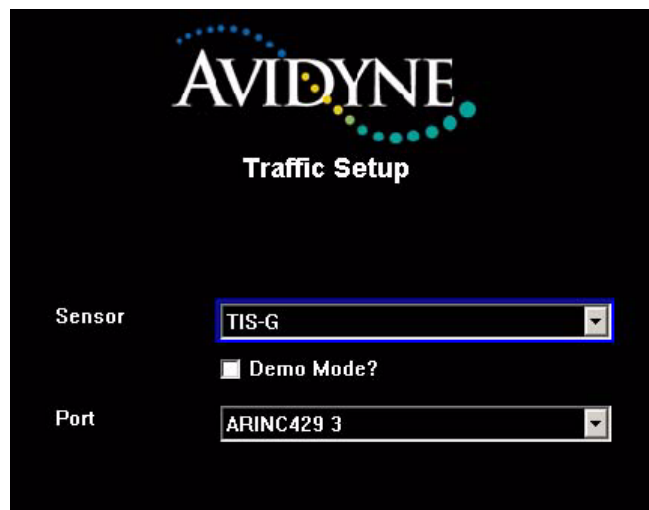 AVIDYNE
Traffic Setup
Sensor
TIS-G
Demo Mode?
Port
ARINC429 3